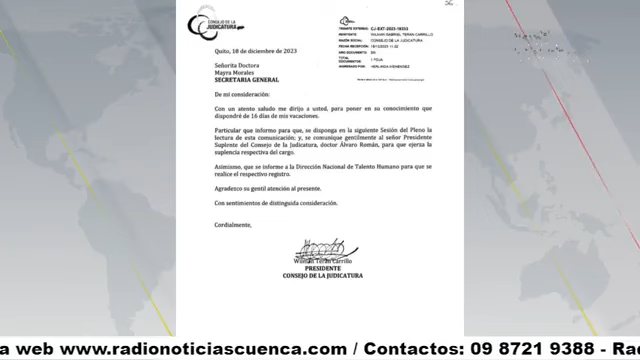 CONSEJO DE LA
JUDICATURA
Quito, 18 de diciembre de 2023
Señorita Doctora
Mayra Morales
SECRETARIA GENERAL
De mi consideración:
Con un atento saludo me dirijo a usted, para poner en su conocimiento que
dispondré de 16 días de mis vacaciones.
Particular que informo para que, se disponga en la siguiente Sesión del Pleno la
lectura de esta comunicación; y, se comunique gentilmente al señor Presidente
Suplente del Consejo de la Judicatura, doctor Álvaro Román, para que ejerza la
suplencia respectiva del cargo.
Asimismo, que se informe a la Dirección Nacional de Talento Humano para que se
realice el respectivo registro.
Agradezco su gentil atención al presente.
Con sentimientos de distinguida consideración.
Cordialmente,
Wilman Terán Carrillo
PRESIDENTE
CONSEJO DE LA JUDICATURA
a web www.radionoticiascuenca.com / Contactos: 09 8721 9388 - Ra